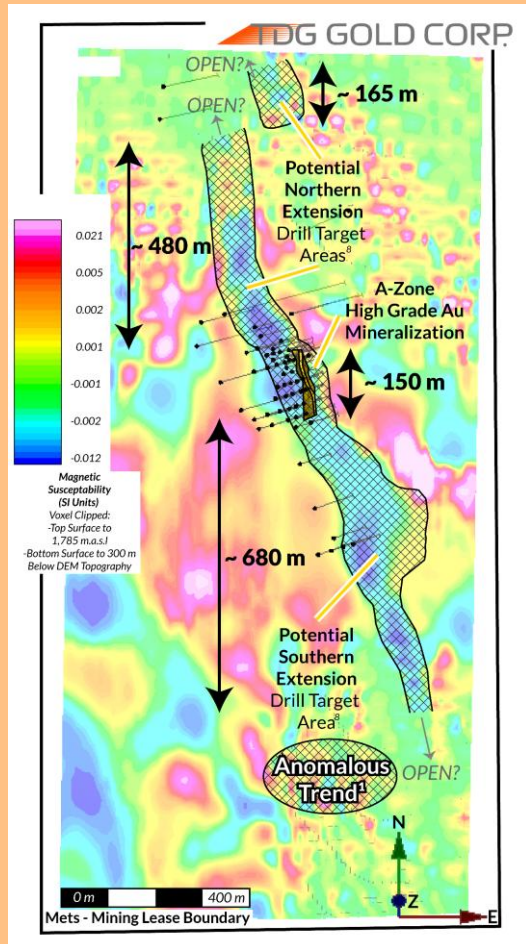 TDG GOLD CORP.
OPEN?
~ 165 m
OPEN?
Potential
Northern
Extension
Drill Target
Areas⁸
~ 480 m
0.021
0.005
0.002
0.001
-0.001
-0.002
-0.012
A-Zone
High Grade Au
Mineralization
~ 150 m
Magnetic
Susceptability
(SI Units)
Voxel Clipped:
-Top Surface to
1,785 m.a.s.l
-Bottom Surface to 300 m
Below DEM Topography
~ 680 m
Potential
Southern
Extension
Drill Target
Area⁸
Anomalous
Trend¹
OPEN?
N
Z
E
0 m 400 m
Mets - Mining Lease Boundary